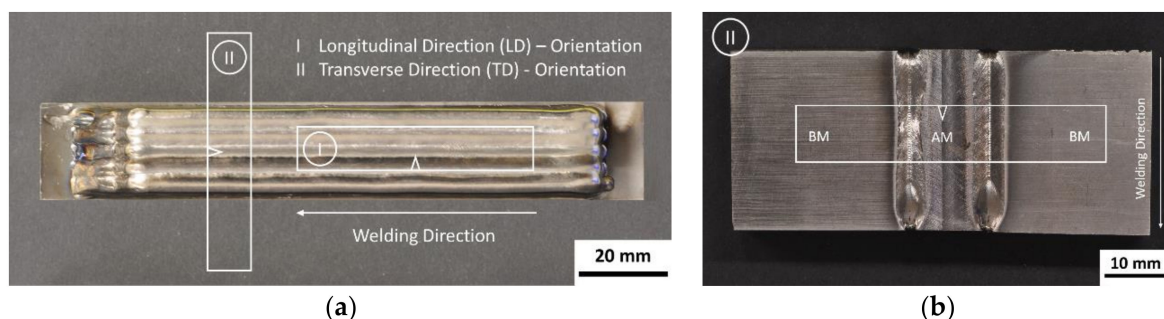 II
I Longitudinal Direction (LD) – Orientation
II Transverse Direction (TD) - Orientation
I
Welding Direction
20 mm
(a)
II
BM
AM
BM
Welding Direction
10 mm
(b)